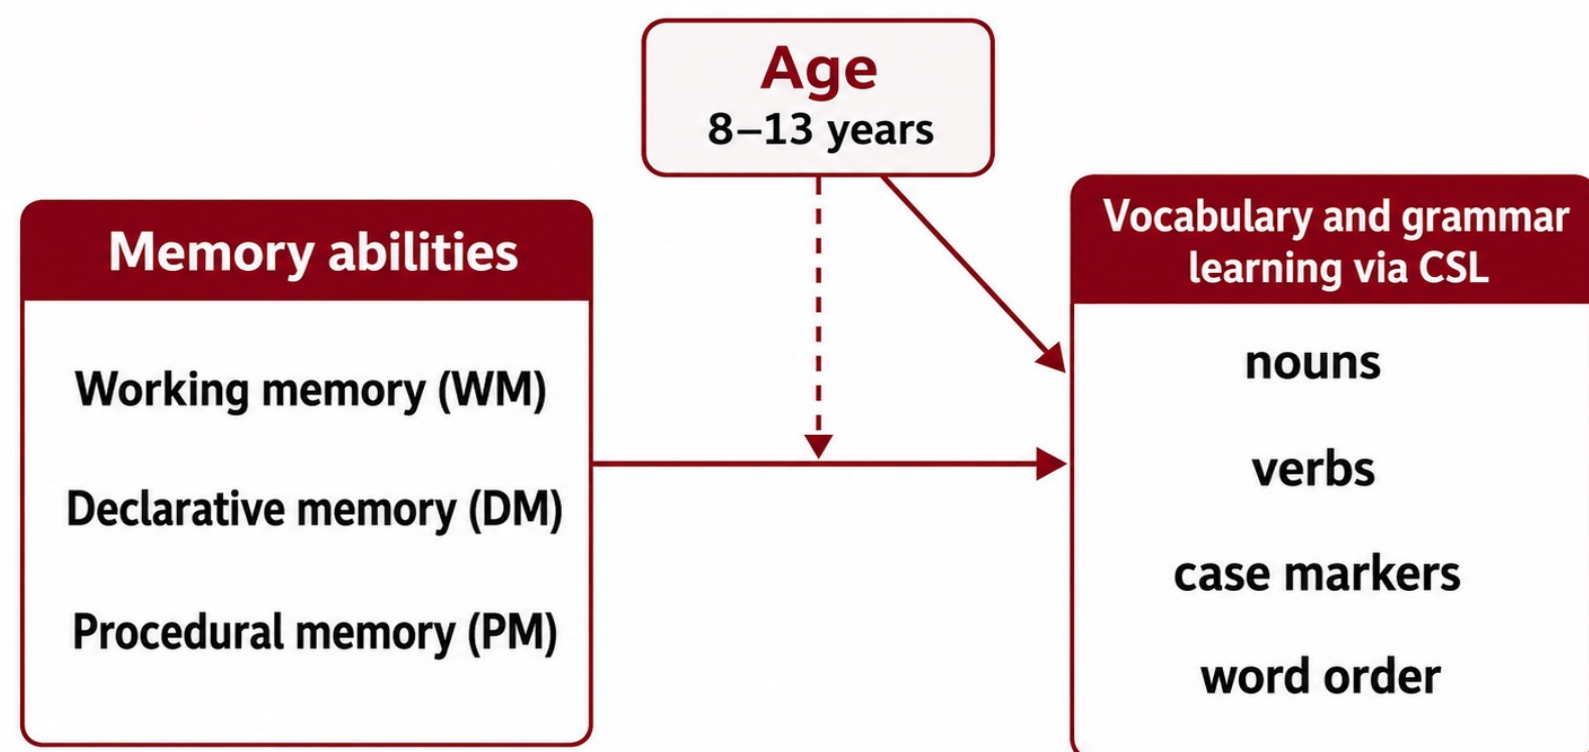 Age
8–13 years
Memory abilities
Working memory (WM)
Declarative memory (DM)
Procedural memory (PM)
Vocabulary and grammar
learning via CSL
nouns
verbs
case markers
word order